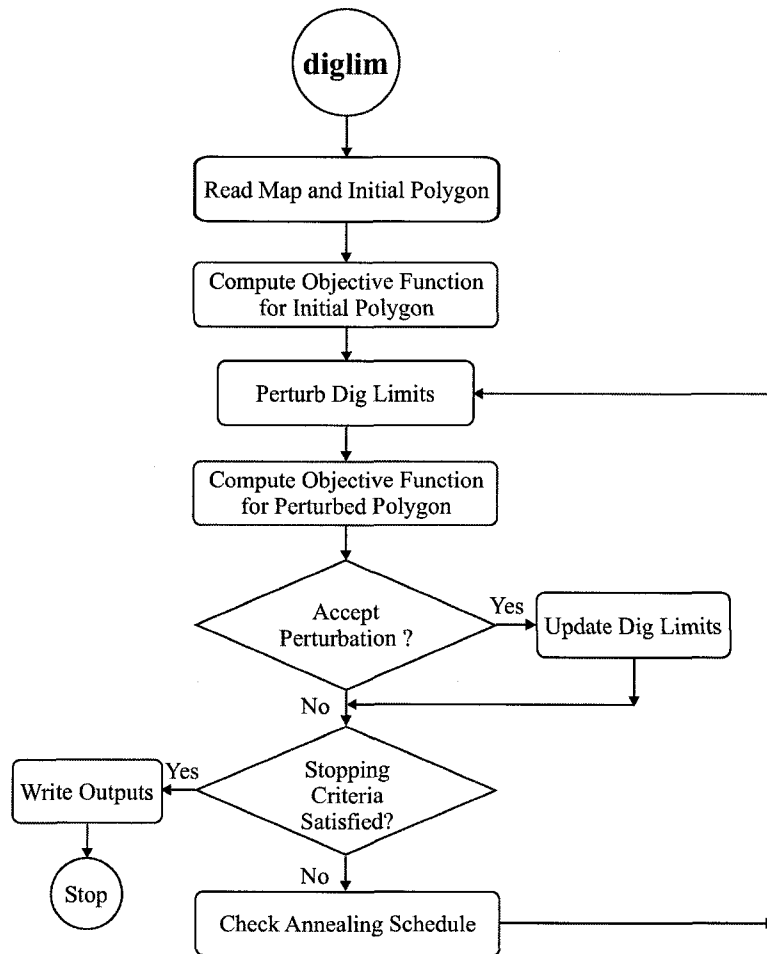 diglim
Read Map and Initial Polygon
Compute Objective Function
for Initial Polygon
Perturb Dig Limits
Compute Objective Function
for Perturbed Polygon
Accept
Perturbation ?
Yes
Update Dig Limits
No
Stopping
Criteria
Satisfied?
Yes
Write Outputs
Stop
No
Check Annealing Schedule